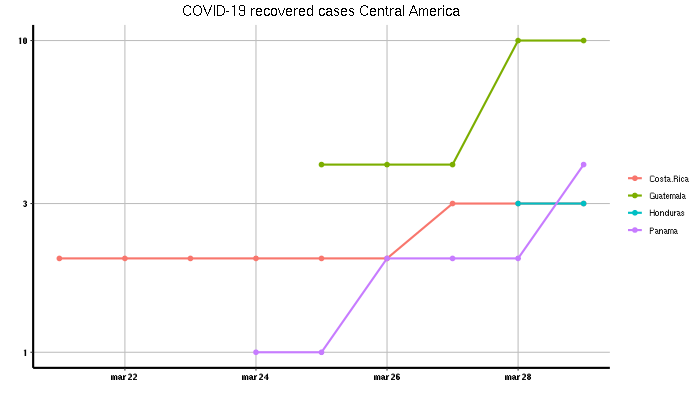 COVID-19 recovered cases Central America
10
3
1
mar 22
mar 24
mar 26
mar 28
Costa.Rica
Guatemala
Honduras
Panama